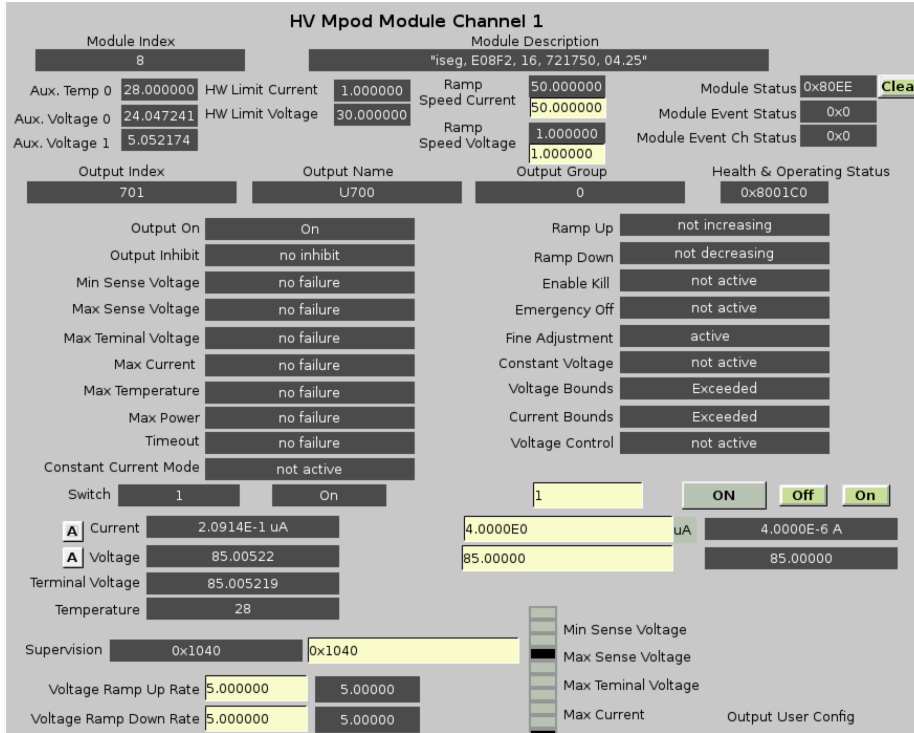 HV Mpod Module Channel 1
Module Index Module Description
8 "iseg, E08F2, 16, 721750, 04.25"
Aux. Temp 0 28.000000 HW Limit Current 1.000000 Ramp Speed Current 50.000000 Module Status 0x80EE Clea
50.000000
Aux. Voltage 0 24.047241 HW Limit Voltage 30.000000 Module Event Status 0x0
Aux. Voltage 1 5.052174 Ramp Speed Voltage 1.000000 Module Event Ch Status 0x0
1.000000
Output Index Output Name Output Group Health & Operating Status
701 U700 0 0x8001C0
Output On On Ramp Up not increasing
Output Inhibit no inhibit Ramp Down not decreasing
Min Sense Voltage no failure Enable Kill not active
Max Sense Voltage no failure Emergency Off not active
Max Teminal Voltage no failure Fine Adjustment active
Max Current no failure Constant Voltage not active
Max Temperature no failure Voltage Bounds Exceeded
Max Power no failure Current Bounds Exceeded
Timeout no failure Voltage Control not active
Constant Current Mode not active
Switch 1 On 1 ON Off On
A Current 2.0914E-1 uA 4.0000E0 uA 4.0000E-6 A
A Voltage 85.00522 85.00000 85.00000
Terminal Voltage 85.005219
Temperature 28
Min Sense Voltage
Supervision 0x1040 0x1040
Max Sense Voltage
Voltage Ramp Up Rate 5.000000 5.00000 Max Teminal Voltage
Voltage Ramp Down Rate 5.000000 5.00000 Max Current Output User Config